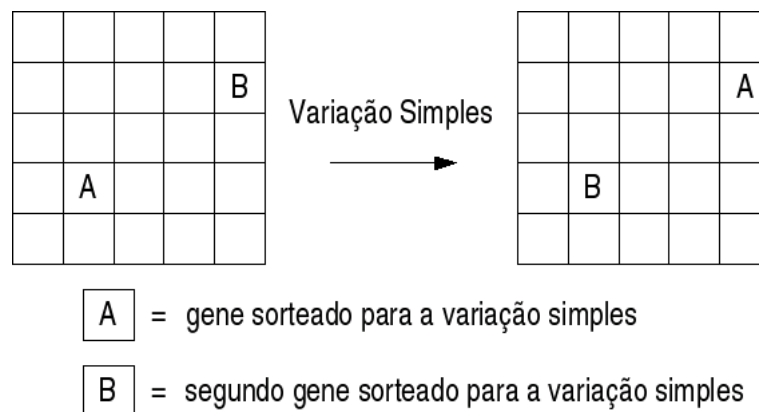 B
A
Variação Simples
A
B
A = gene sorteado para a variação simples
B = segundo gene sorteado para a variação simples